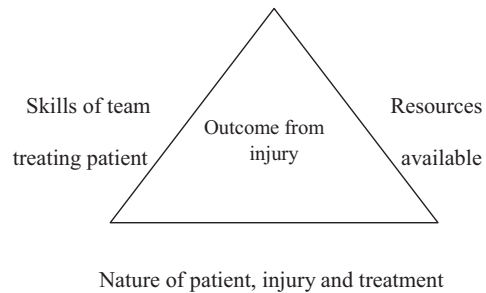 Skills of team
treating patient
Outcome from
injury
Resources
available
Nature of patient, injury and treatment